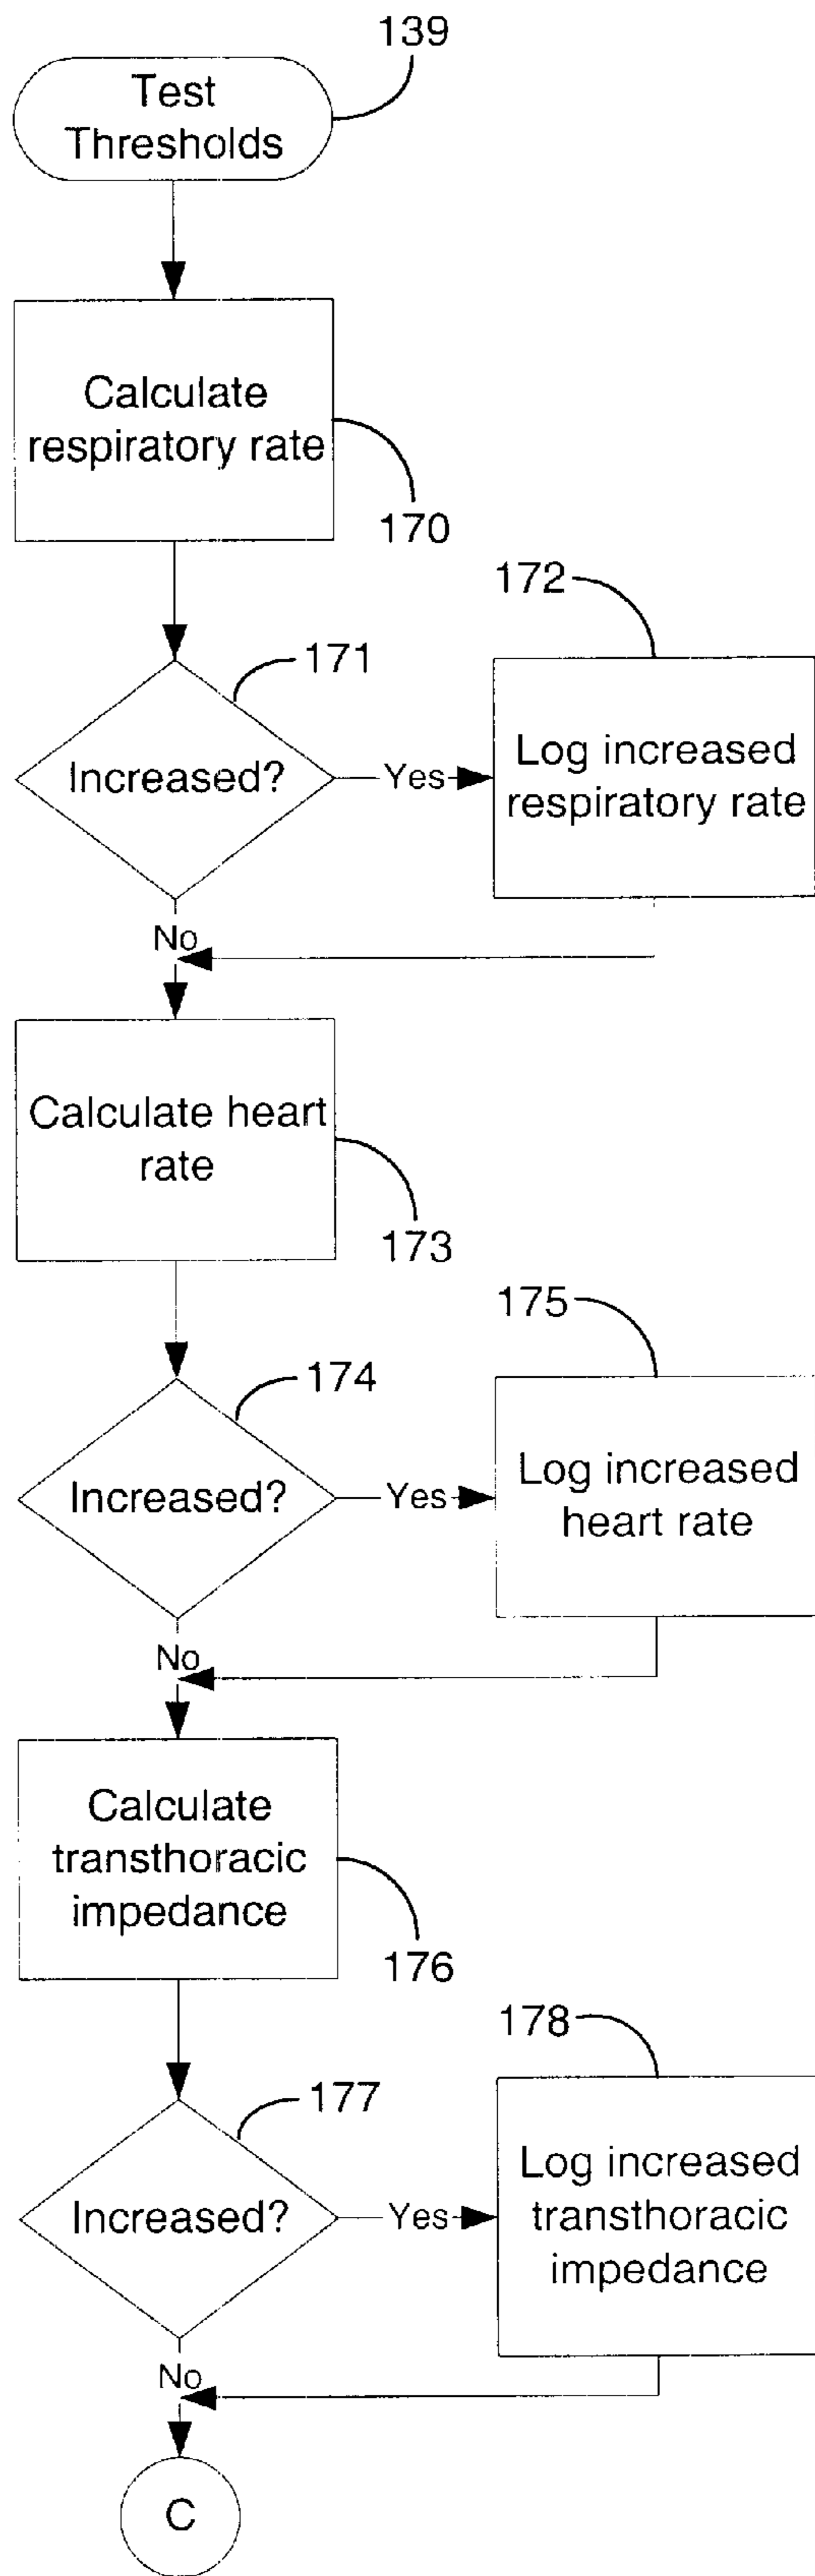 139
Test
Thresholds
Calculate
respiratory rate
170
172
171
Increased?
Yes
Log increased
respiratory rate
No
Calculate heart
rate
173
175
174
Increased?
Yes
Log increased
heart rate
No
Calculate
transthoracic
impedance
176
178
177
Increased?
Yes
Log increased
transthoracic
impedance
No
C